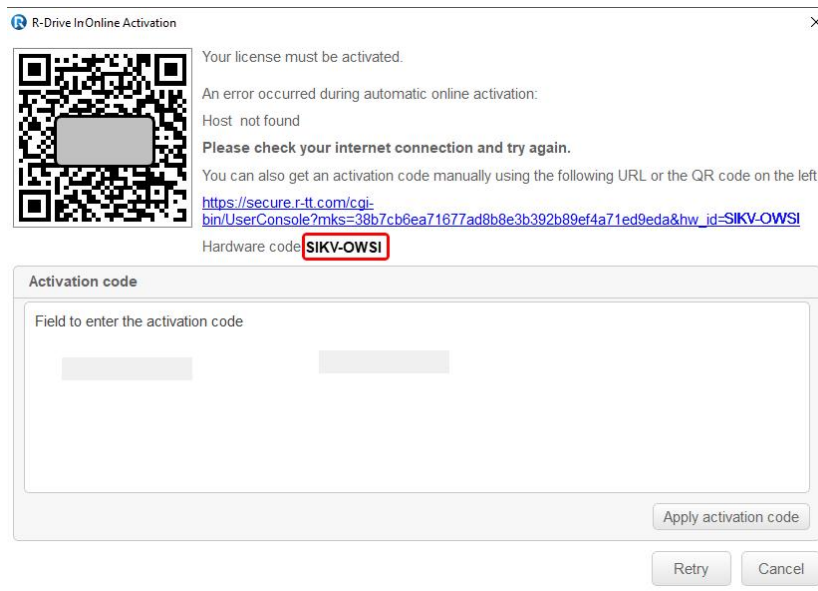 R-Drive In Online Activation
Your license must be activated.
An error occurred during automatic online activation:
Host not found
Please check your internet connection and try again.
You can also get an activation code manually using the following URL or the QR code on the left
https://secure.r-tt.com/cgi-
bin/UserConsole?mks=38b7cb6ea71677ad8b8e3b392b89ef4a71ed9eda&hw_id=SIKV-OWSI
Hardware code SIKV-OWSI
Activation code
Field to enter the activation code
Apply activation code
Retry
Cancel